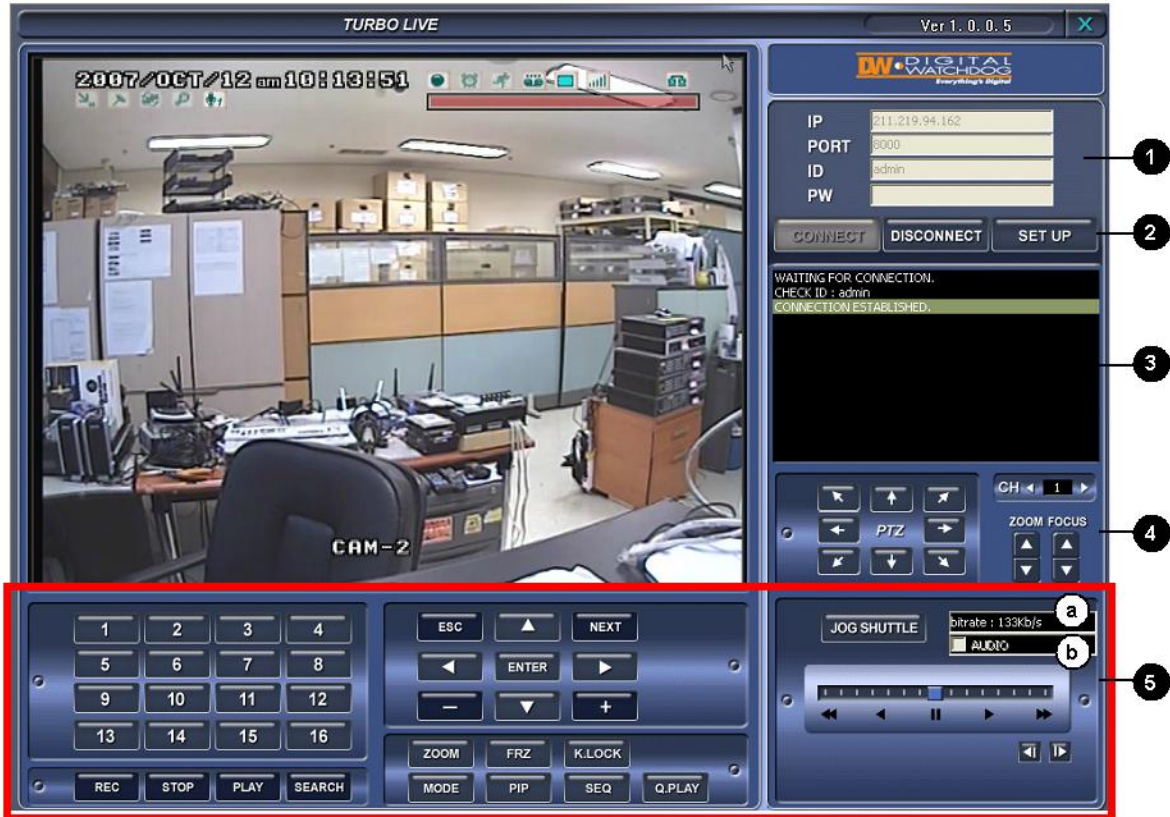 TURBO LIVE
Ver 1. 0. 0. 5
X
2007/OCT/12 am 10:13:51
DW DIGITAL WATCHDOG
Everything's Digital
IP 211.219.94.162
PORT 8000
ID admin
PW
1
CONNECT DISCONNECT SET UP
2
WAITING FOR CONNECTION.
CHECK ID : admin
CONNECTION ESTABLISHED.
3
CAM-2
PTZ
CH 1
ZOOM FOCUS
4
1 2 3 4
5 6 7 8
9 10 11 12
13 14 15 16
REC STOP PLAY SEARCH
ESC NEXT
ENTER
− +
ZOOM FRZ K.LOCK
MODE PIP SEQ Q.PLAY
JOG SHUTTLE
bitrate : 133Kb/s
a
AUDIO
b
5